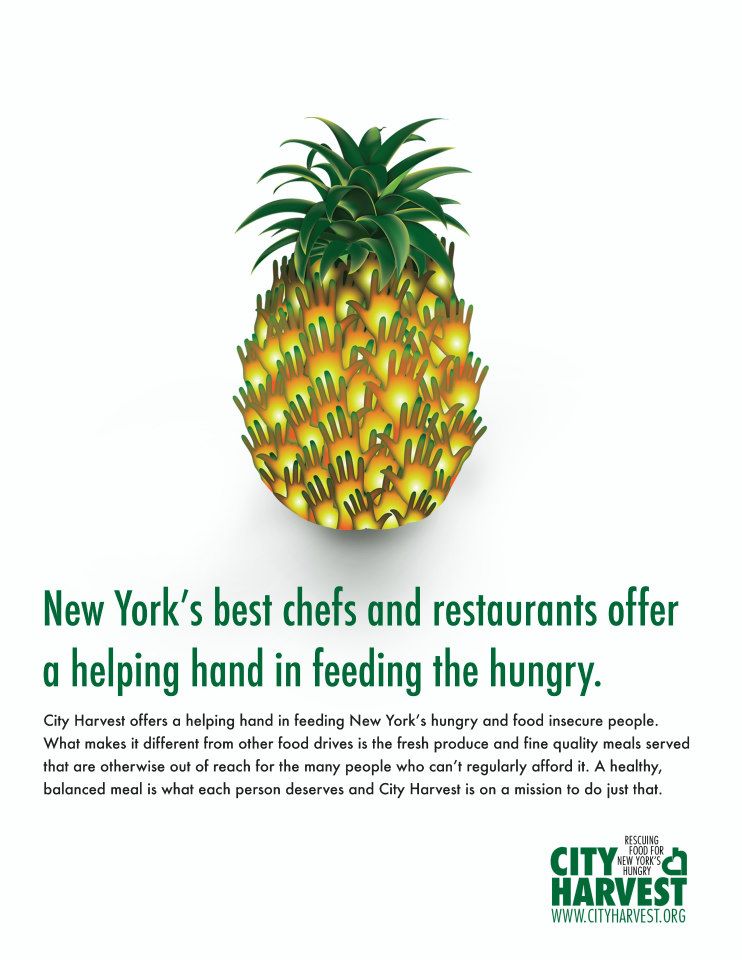 New York's best chefs and restaurants offer
a helping hand in feeding the hungry.
City Harvest offers a helping hand in feeding New York's hungry and food insecure people.
What makes it different from other food drives is the fresh produce and fine quality meals served
that are otherwise out of reach for the many people who can't regularly afford it. A healthy,
balanced meal is what each person deserves and City Harvest is on a mission to do just that.
RESCUING
FOOD FOR
NEW YORK'S
HUNGRY
CITY
HARVEST
WWW.CITYHARVEST.ORG